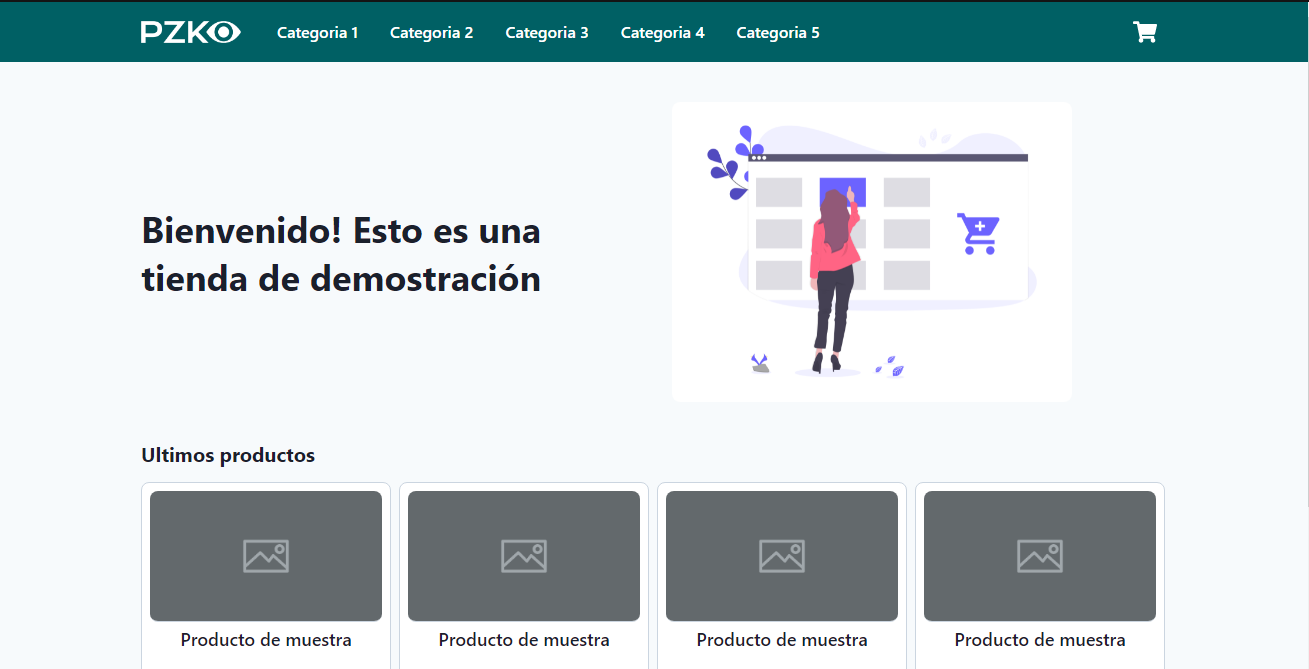 PZKO
Categoria 1 Categoria 2 Categoria 3 Categoria 4 Categoria 5
Bienvenido! Esto es una
tienda de demostración
Ultimos productos
Producto de muestra Producto de muestra Producto de muestra Producto de muestra